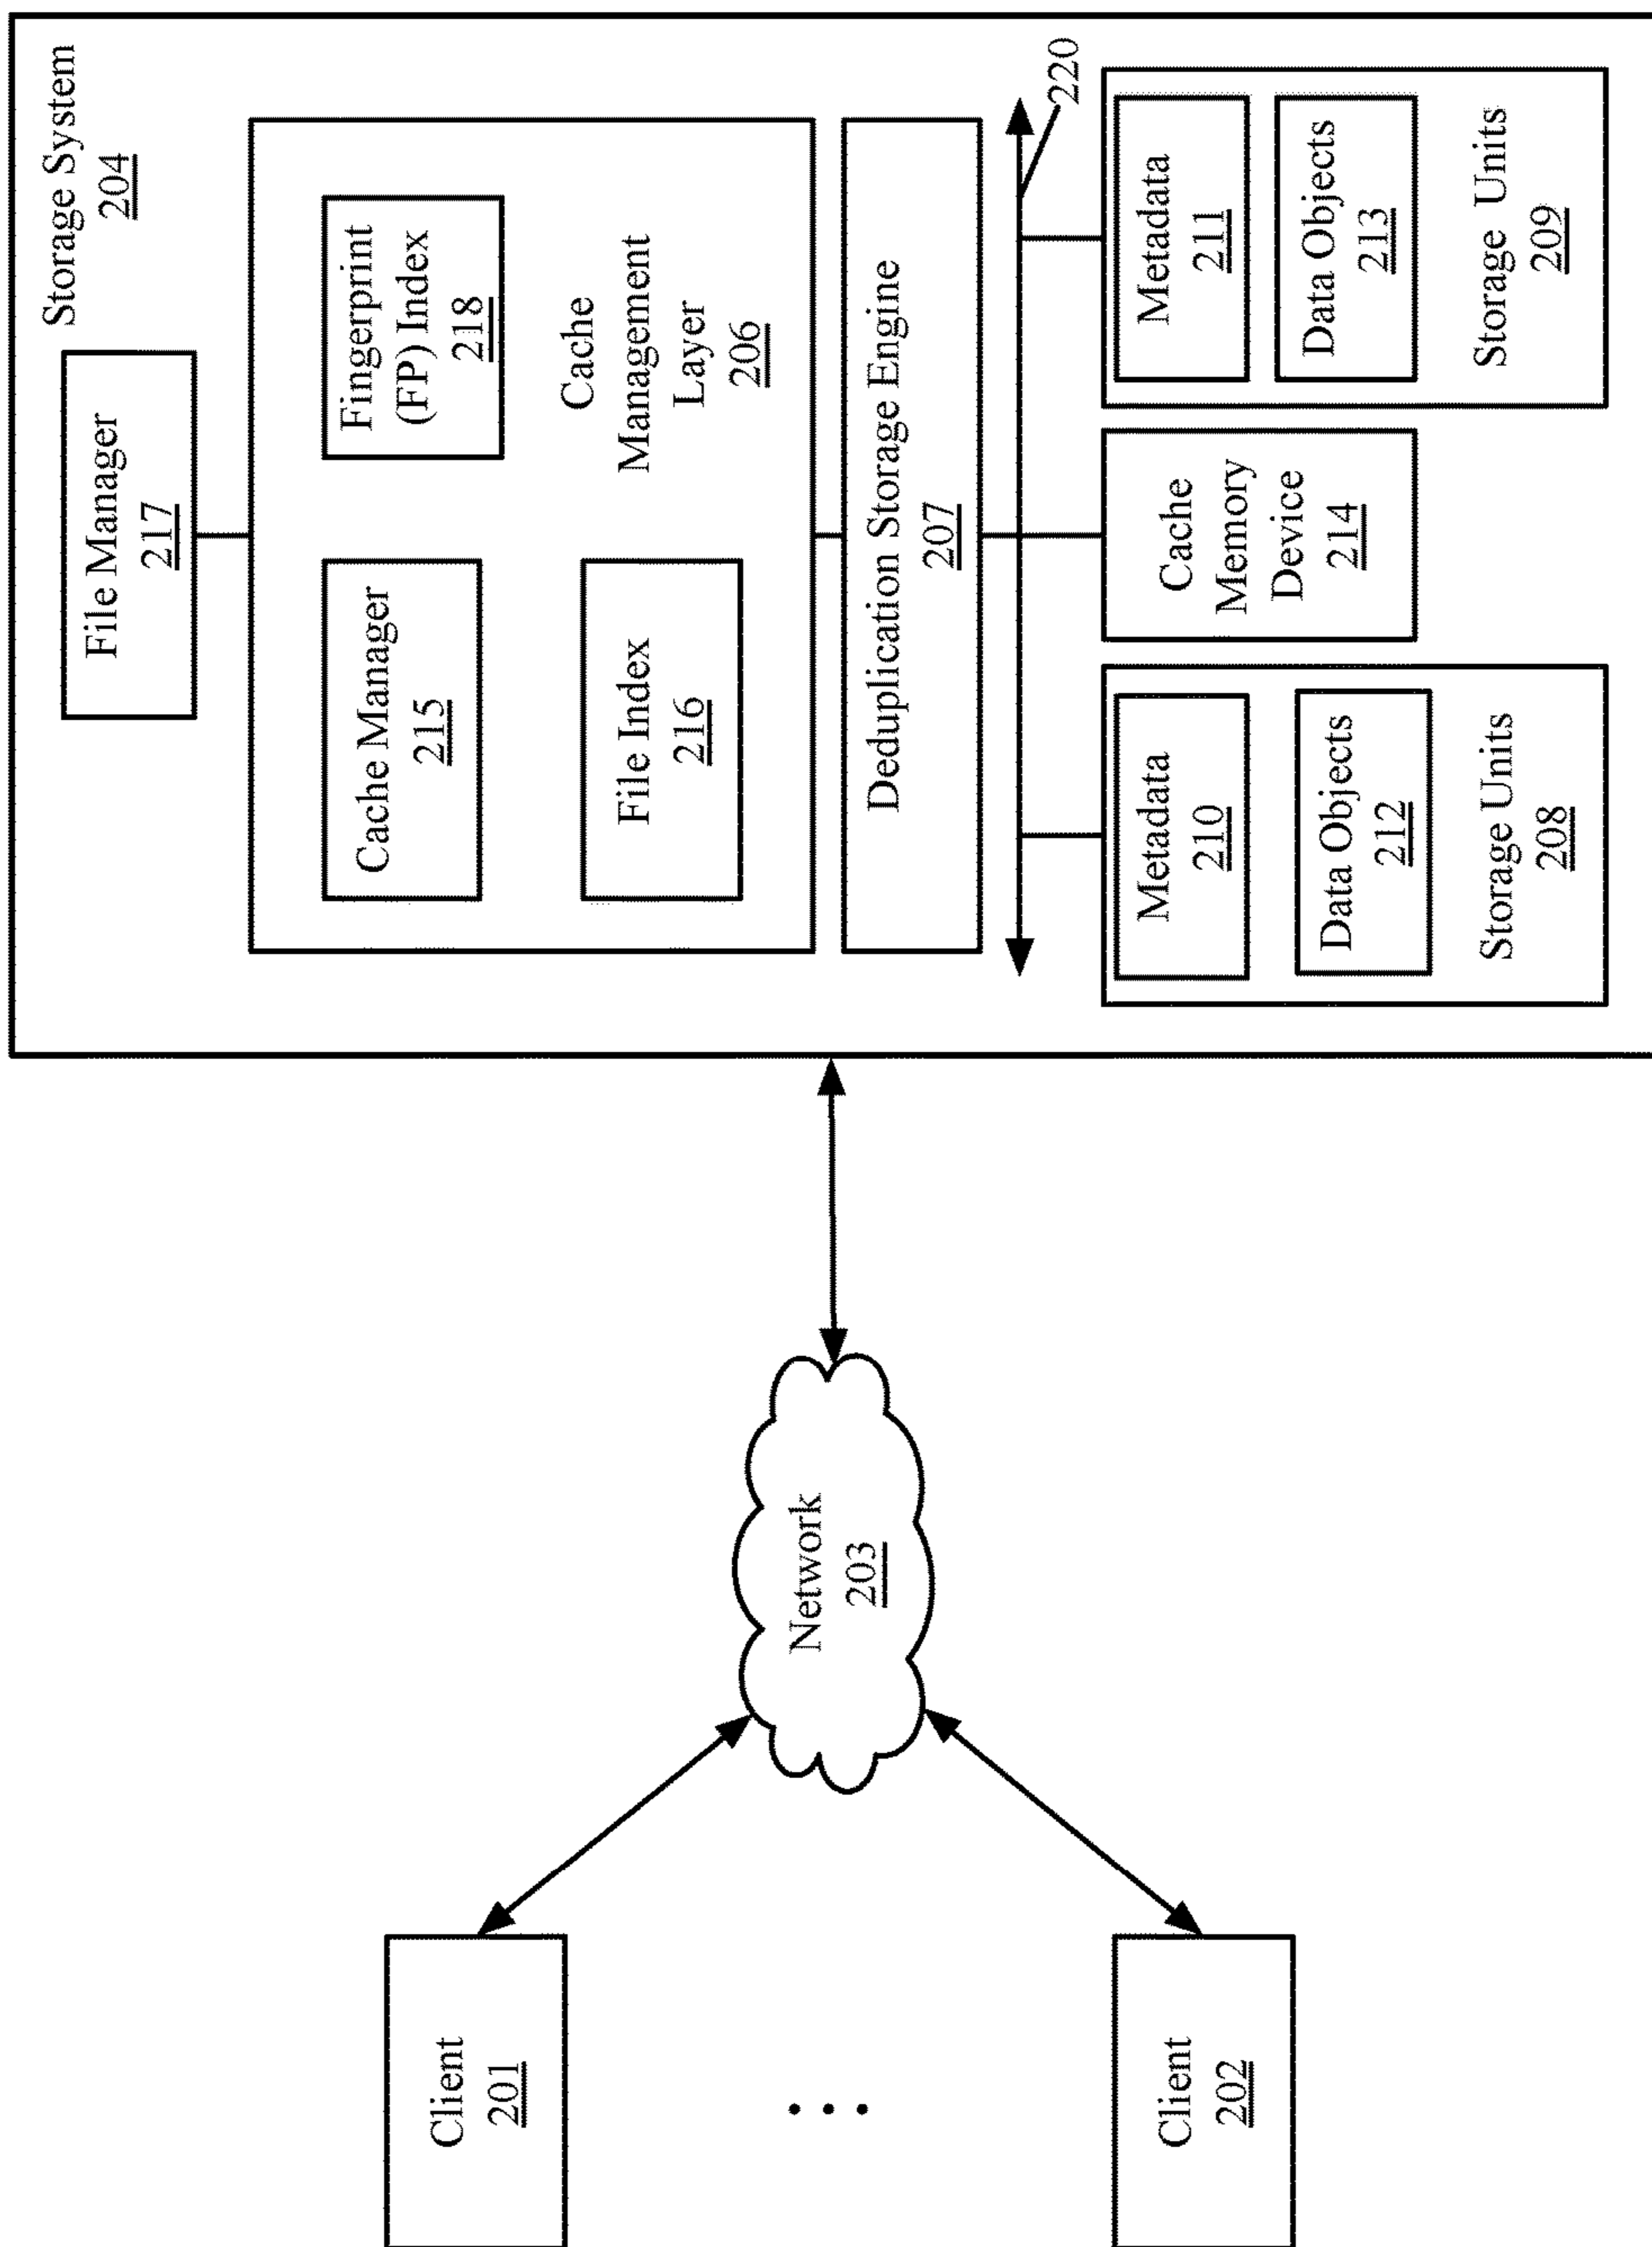 Storage System
204
File Manager
217
Cache Manager
215
Fingerprint
(FP) Index
218
File Index
216
Cache
Management
Layer
206
Deduplication Storage Engine
207
220
Metadata
210
Data Objects
212
Storage Units
208
Cache
Memory
Device
214
Metadata
211
Data Objects
213
Storage Units
209
Client
201
...
Client
202
Network
203